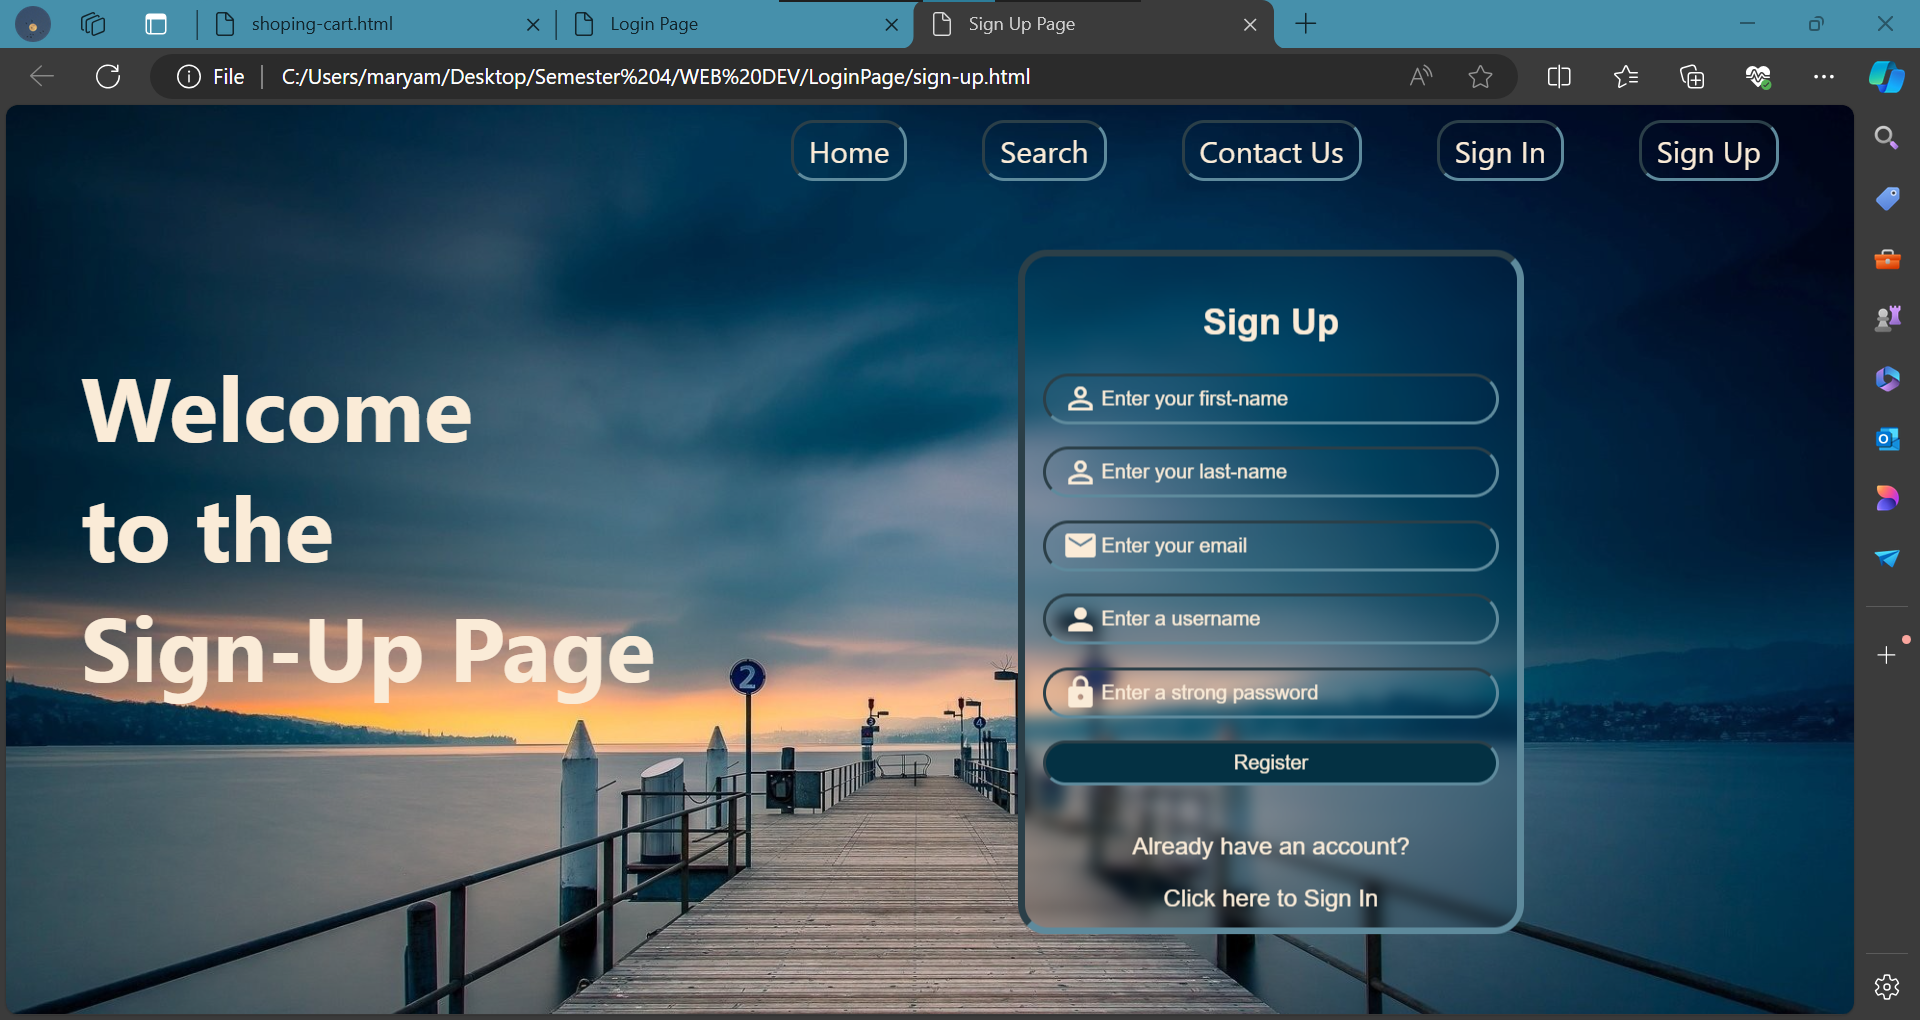 shoping-cart.html
Login Page
Sign Up Page
File
C:/Users/maryam/Desktop/Semester%204/WEB%20DEV/LoginPage/sign-up.html
Home
Search
Contact Us
Sign In
Sign Up
Welcome
to the
Sign-Up Page
2
Sign Up
Enter your first-name
Enter your last-name
Enter your email
Enter a username
Enter a strong password
Register
Already have an account?
Click here to Sign In